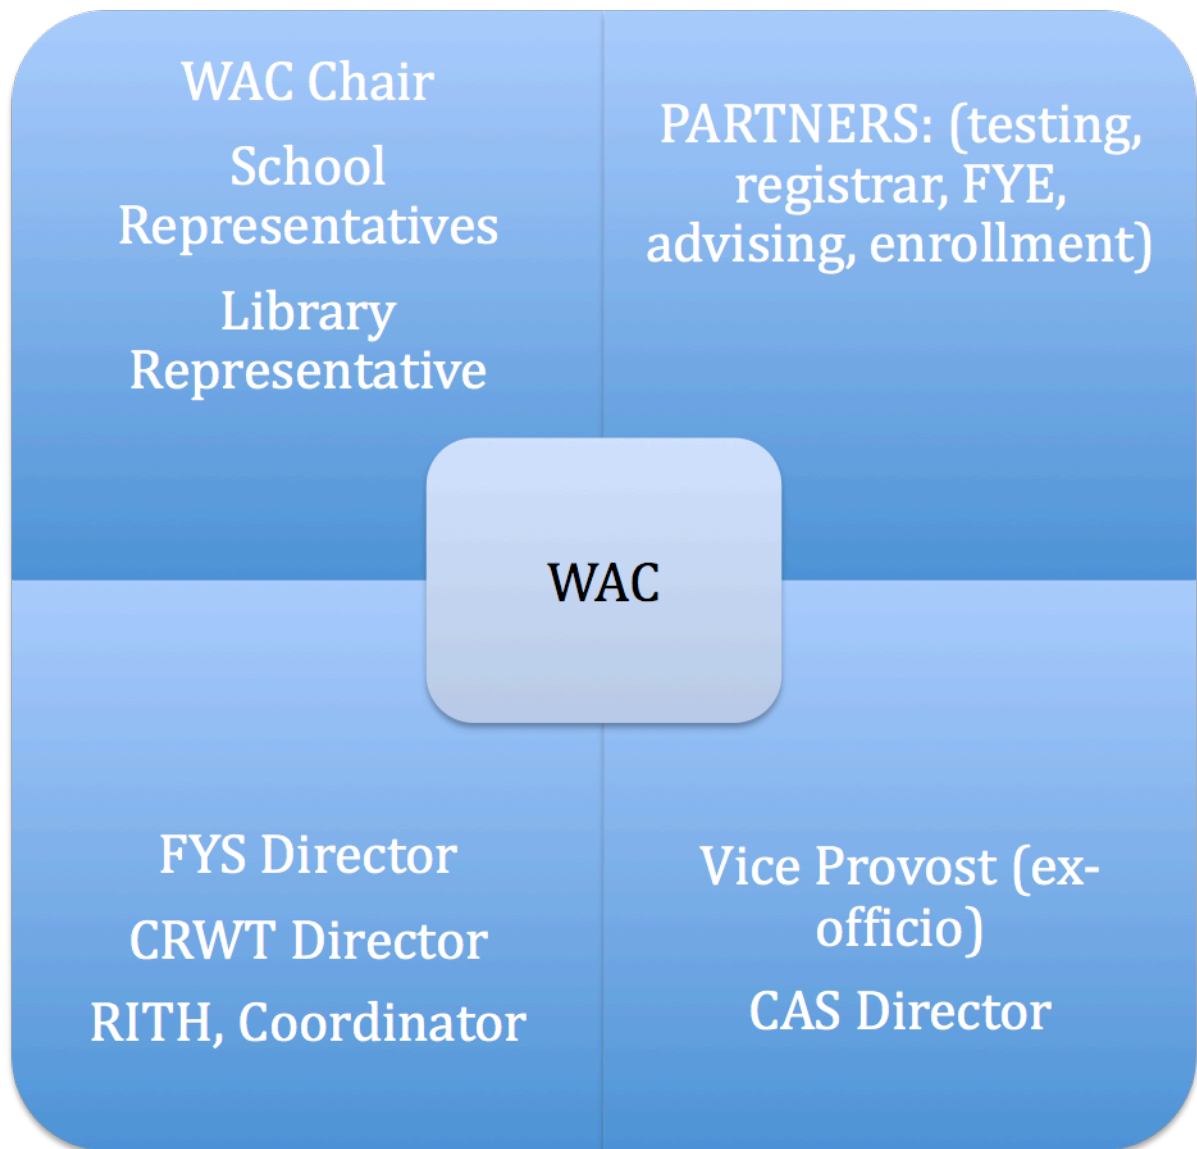 WAC Chair
School
Representatives
Library
Representative
PARTNERS: (testing,
registrar, FYE,
advising, enrollment)
WAC
FYS Director
CRWT Director
RITH, Coordinator
Vice Provost (ex-
officio)
CAS Director